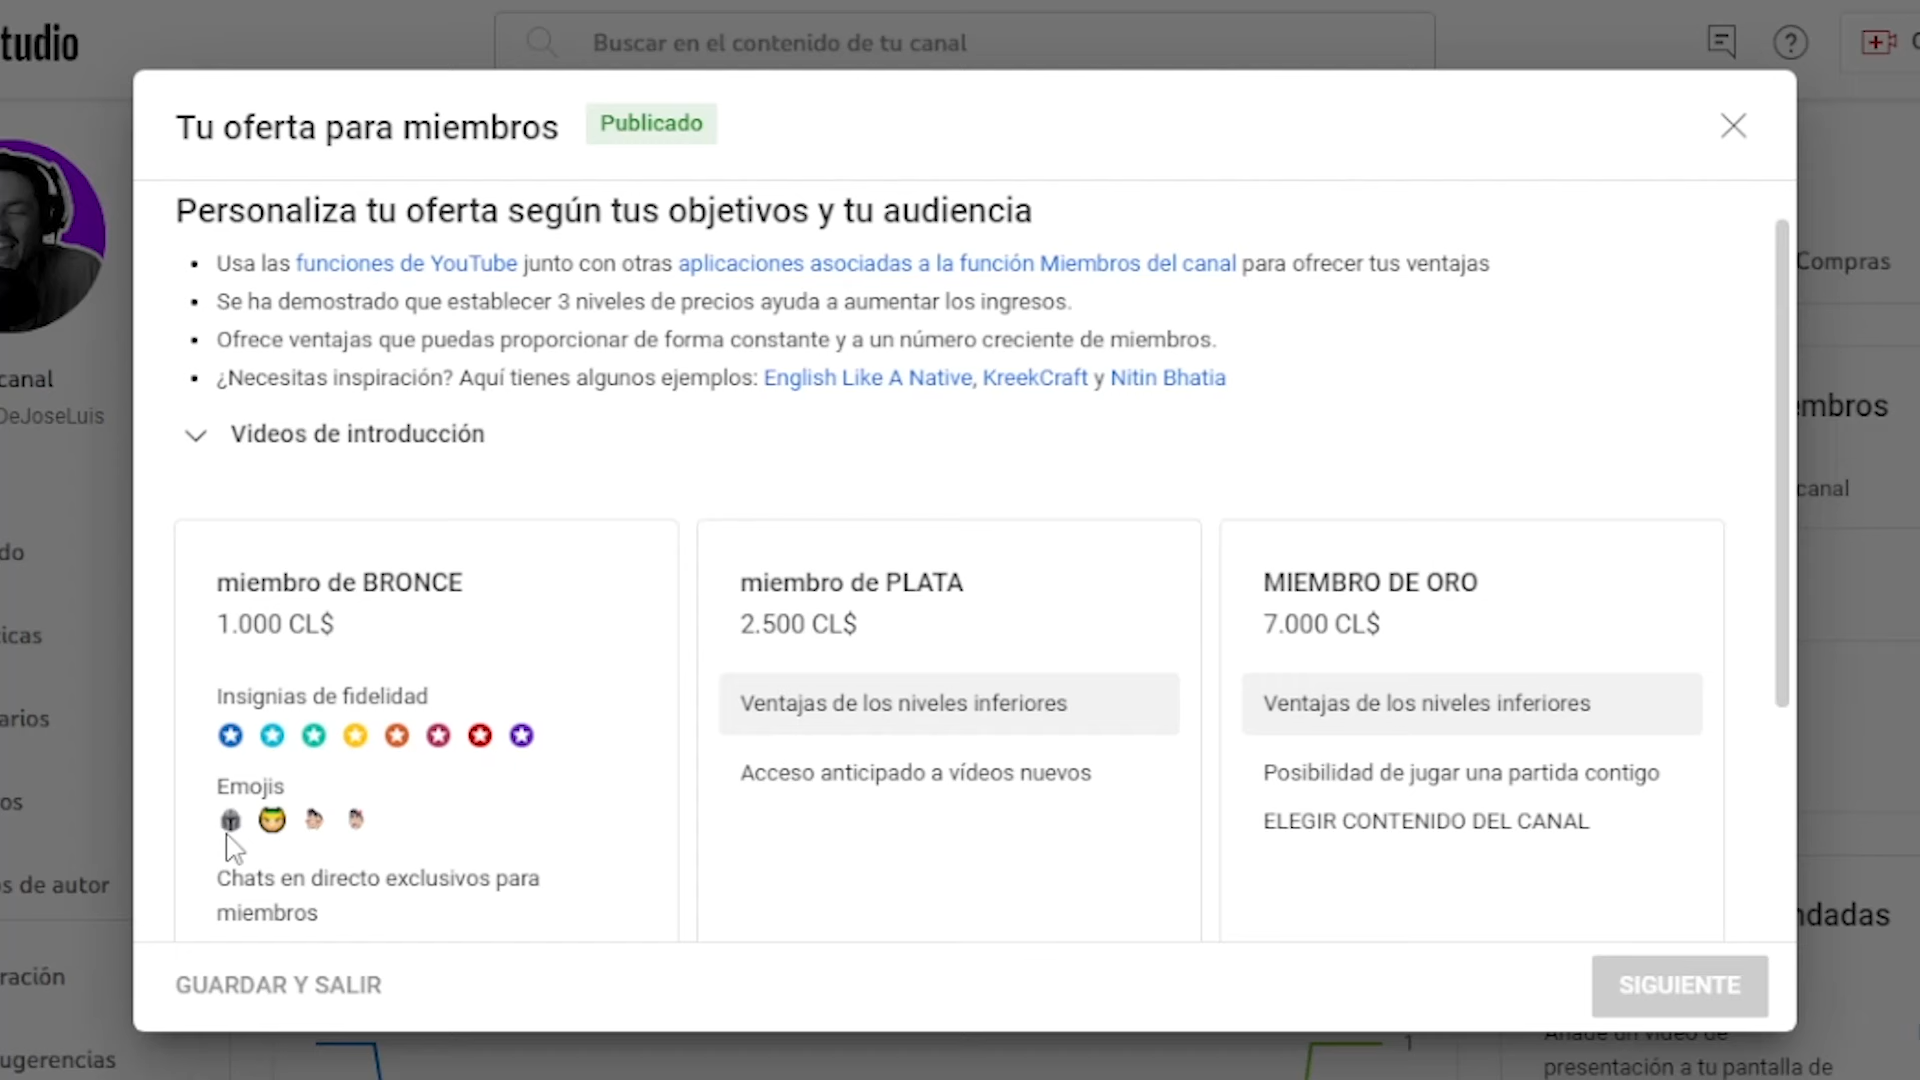 tudio
Buscar en el contenido de tu canal
Tu oferta para miembros
Publicado
Personaliza tu oferta según tus objetivos y tu audiencia
Usa las funciones de YouTube junto con otras aplicaciones asociadas a la función Miembros del canal para ofrecer tus ventajas
Se ha demostrado que establecer 3 niveles de precios ayuda a aumentar los ingresos.
Ofrece ventajas que puedas proporcionar de forma constante y a un número creciente de miembros.
¿Necesitas inspiración? Aquí tienes algunos ejemplos: English Like A Native, KreekCraft y Nitin Bhatia
Videos de introducción
miembro de BRONCE
1.000 CL$
Insignias de fidelidad
Emojis
Chats en directo exclusivos para
miembros
miembro de PLATA
2.500 CL$
Ventajas de los niveles inferiores
Acceso anticipado a vídeos nuevos
MIEMBRO DE ORO
7.000 CL$
Ventajas de los niveles inferiores
Posibilidad de jugar una partida contigo
ELEGIR CONTENIDO DEL CANAL
GUARDAR Y SALIR
SIGUIENTE
canal
DeJoseLuis
do
icas
arios
os
s de autor
ración
ugerencias
Compras
embros
canal
ndadas
1
Añade un vídeo de
presentación a tu pantalla de